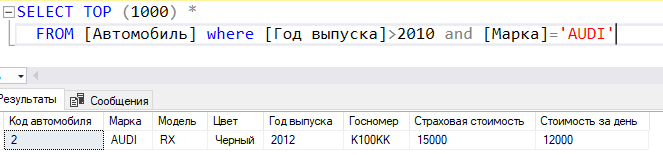 SELECT TOP (1000) *
FROM [Автомобиль] where [Год выпуска]>2010 and [Марка]='AUDI'
Результаты Сообщения
Код автомобиля Марка Модель Цвет Год выпуска Госномер Страховая стоимость Стоимость за день
2 AUDI RX Черный 2012 K100KK 15000 12000